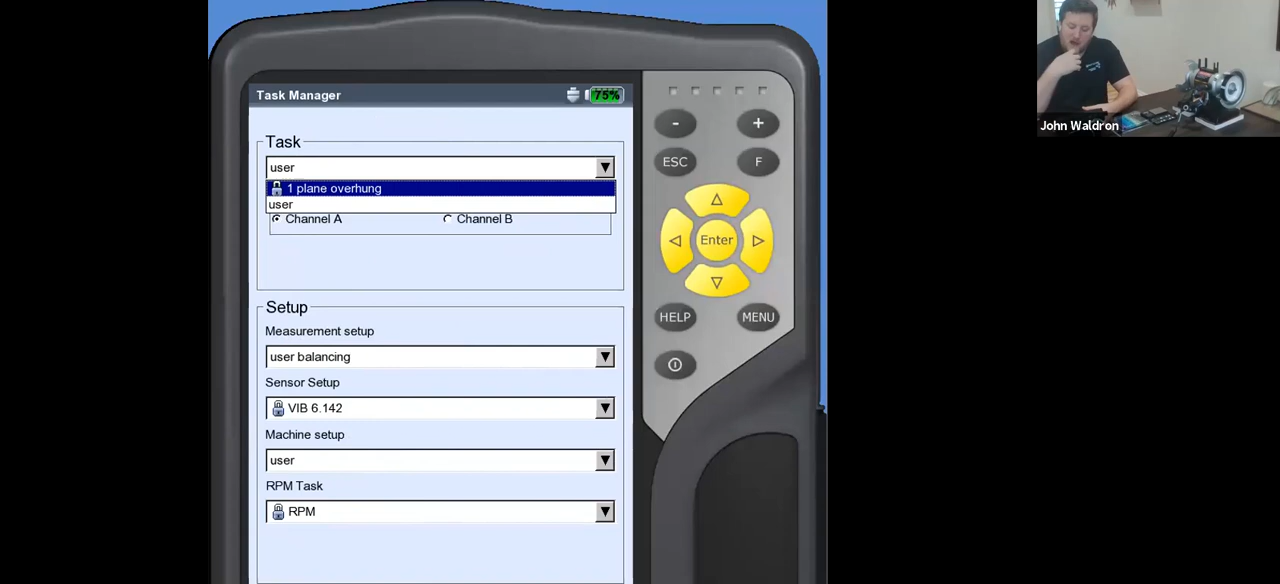 Task Manager
75%
Task
user
1 plane overhung
user
Channel A
Channel B
Setup
Measurement setup
user balancing
Sensor Setup
VIB 6.142
Machine setup
user
RPM Task
RPM
-
+
ESC
F
Enter
HELP
MENU
John Waldron